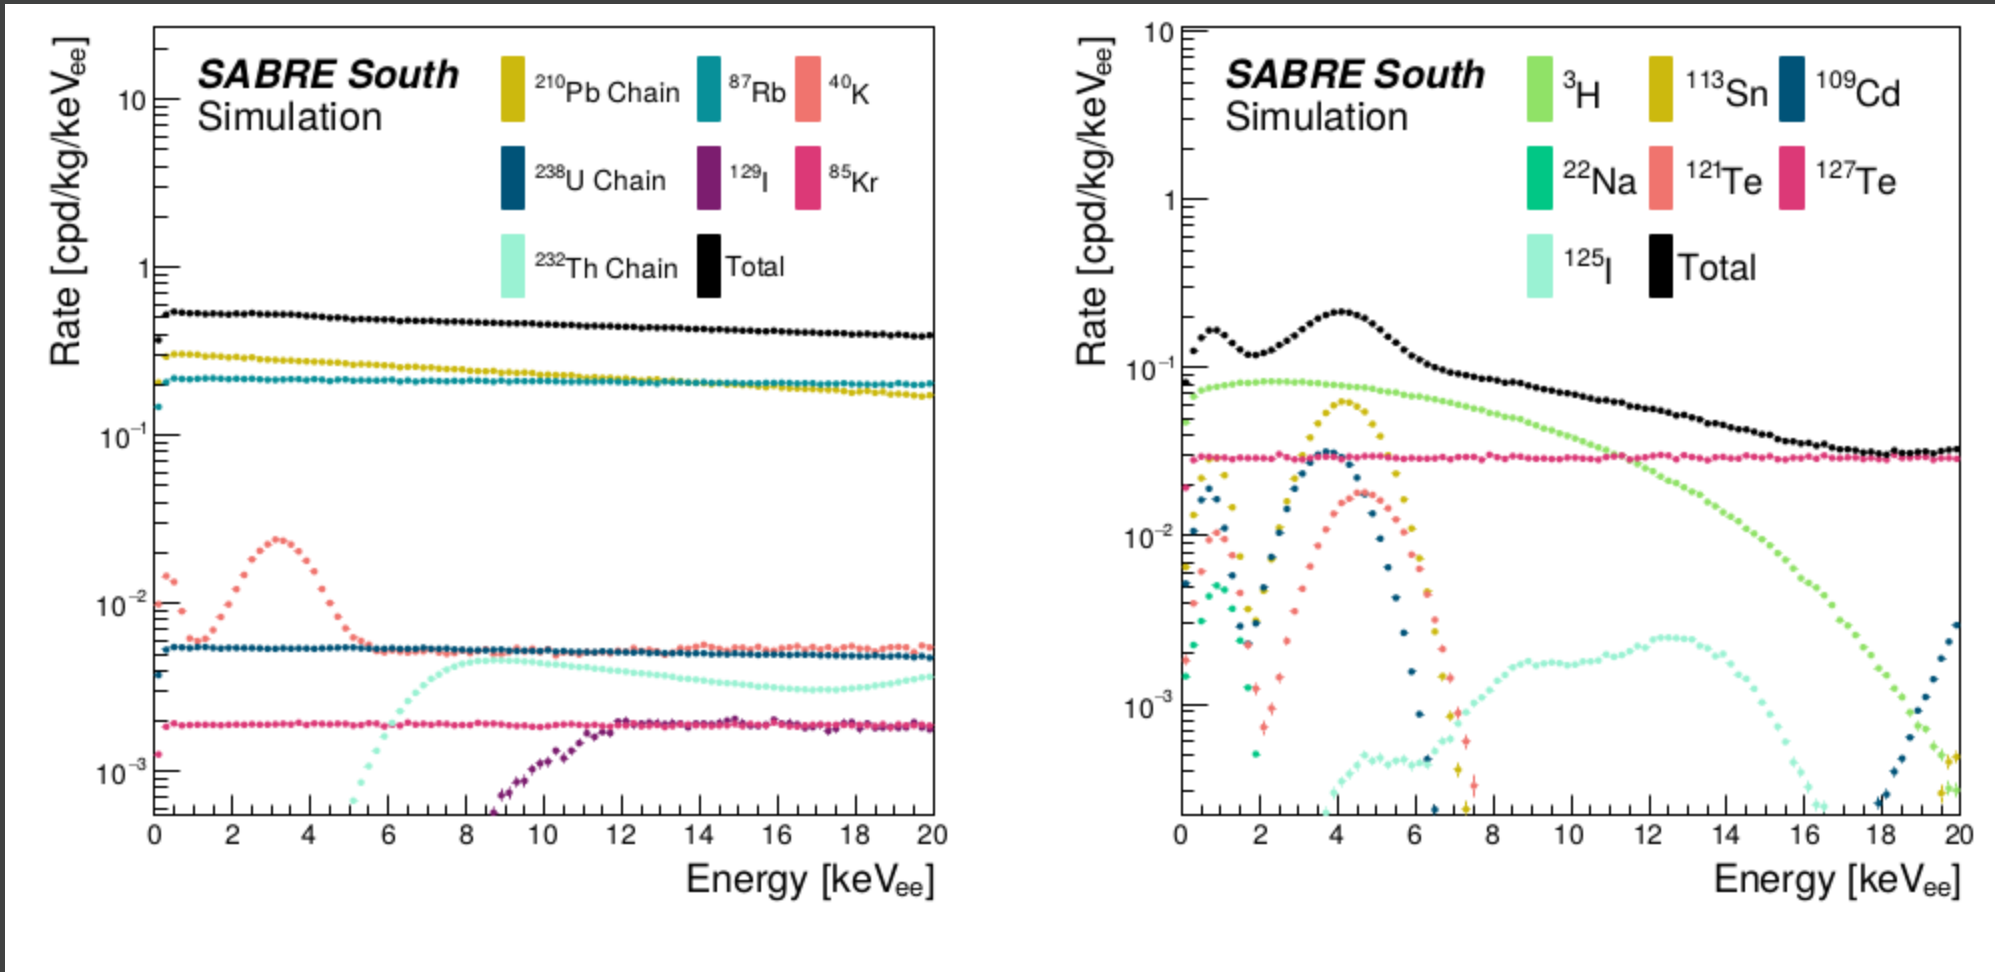 SABRE South
Simulation
²¹⁰Pb Chain ⁸⁷Rb ⁴⁰K
²³⁸U Chain ¹²⁹I ⁸⁵Kr
²³²Th Chain Total
Rate [cpd/kg/keVee]
10
1
10⁻¹
10⁻²
10⁻³
0 2 4 6 8 10 12 14 16 18 20
Energy [keVee]
SABRE South
Simulation
³H ¹¹³Sn ¹⁰⁹Cd
²²Na ¹²¹Te ¹²⁷Te
¹²⁵I Total
Rate [cpd/kg/keVee]
10
1
10⁻¹
10⁻²
10⁻³
0 2 4 6 8 10 12 14 16 18 20
Energy [keVee]